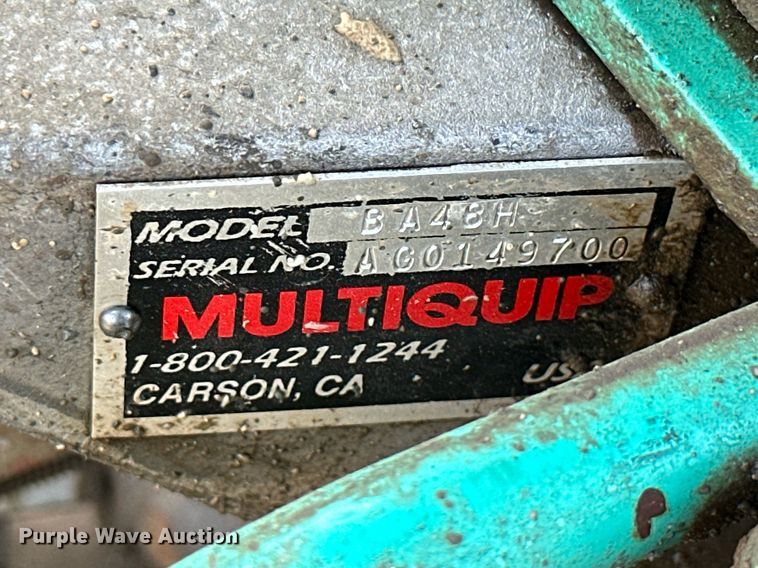 MODEL BA48H
SERIAL NO. AC0149700
MULTIQUIP
1-800-421-1244
CARSON, CA
Purple Wave Auction®